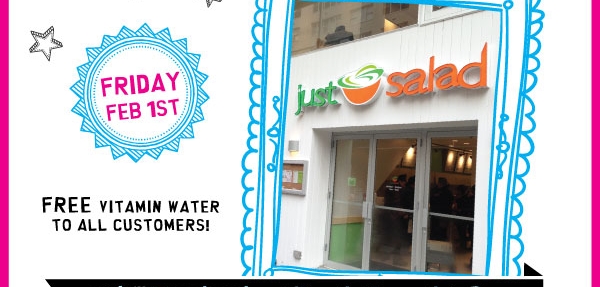 FRIDAY
FEB 1ST
FREE VITAMIN WATER
TO ALL CUSTOMERS!
just salad